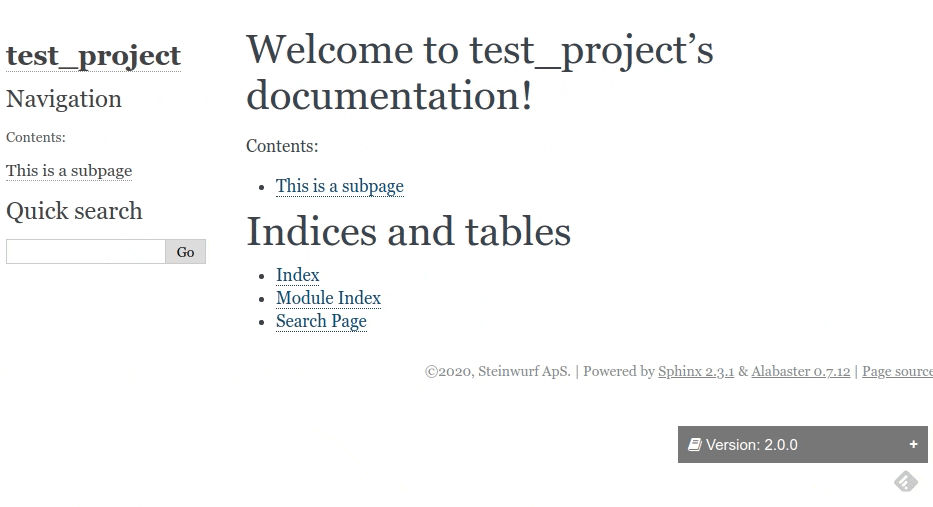 test_project
Navigation
Contents:
This is a subpage
Quick search
Go
Welcome to test_project’s
documentation!
Contents:
This is a subpage
Indices and tables
Index
Module Index
Search Page
©2020, Steinwurf ApS. | Powered by Sphinx 2.3.1 & Alabaster 0.7.12 | Page source
Version: 2.0.0 +